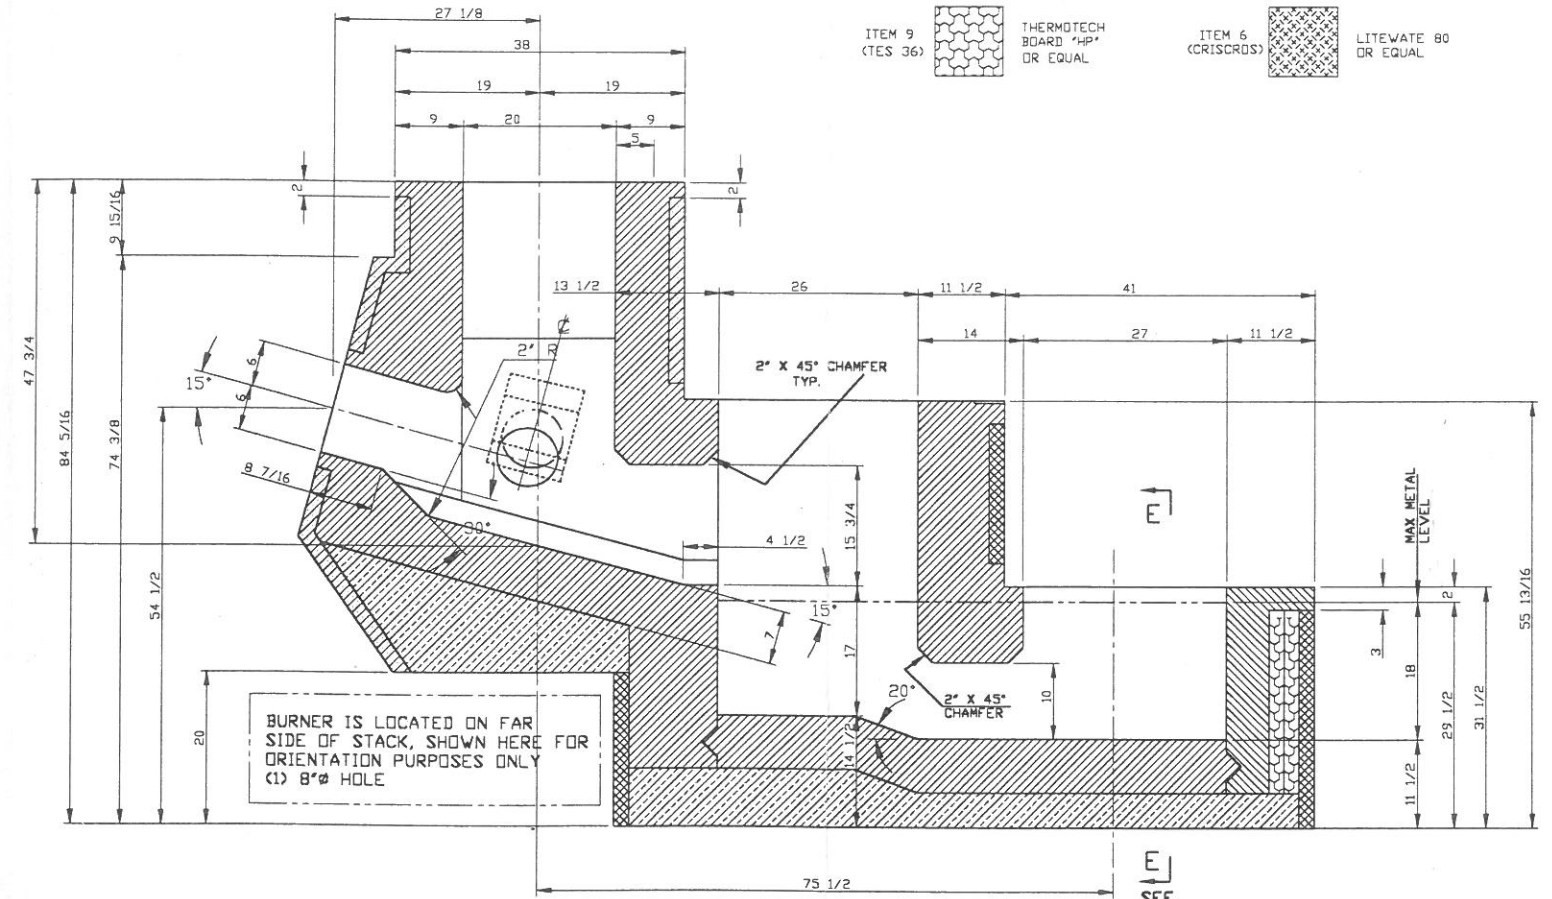 27 1/8
38
19
19
9
20
9
5
ITEM 9
(TES 36)
THERMOTECH
BOARD "HP"
OR EQUAL
ITEM 6
(CRISCROS)
LITEWATE 80
OR EQUAL
2
2
9 15/16
47 3/4
84 5/16
74 3/8
54 1/2
20
13 1/2
26
11 1/2
41
14
27
11 1/2
2" R
℄
6
6
15°
8 7/16
30°
2" X 45° CHAMFER
TYP.
4 1/2
15 3/4
15°
7
17
20°
2" X 45°
CHAMFER
10
14 1/2
E
MAX METAL
LEVEL
2
3
18
11 1/2
29 1/2
31 1/2
55 13/16
BURNER IS LOCATED ON FAR
SIDE OF STACK, SHOWN HERE FOR
ORIENTATION PURPOSES ONLY
(1) 8"Ø HOLE
75 1/2
E
SEE